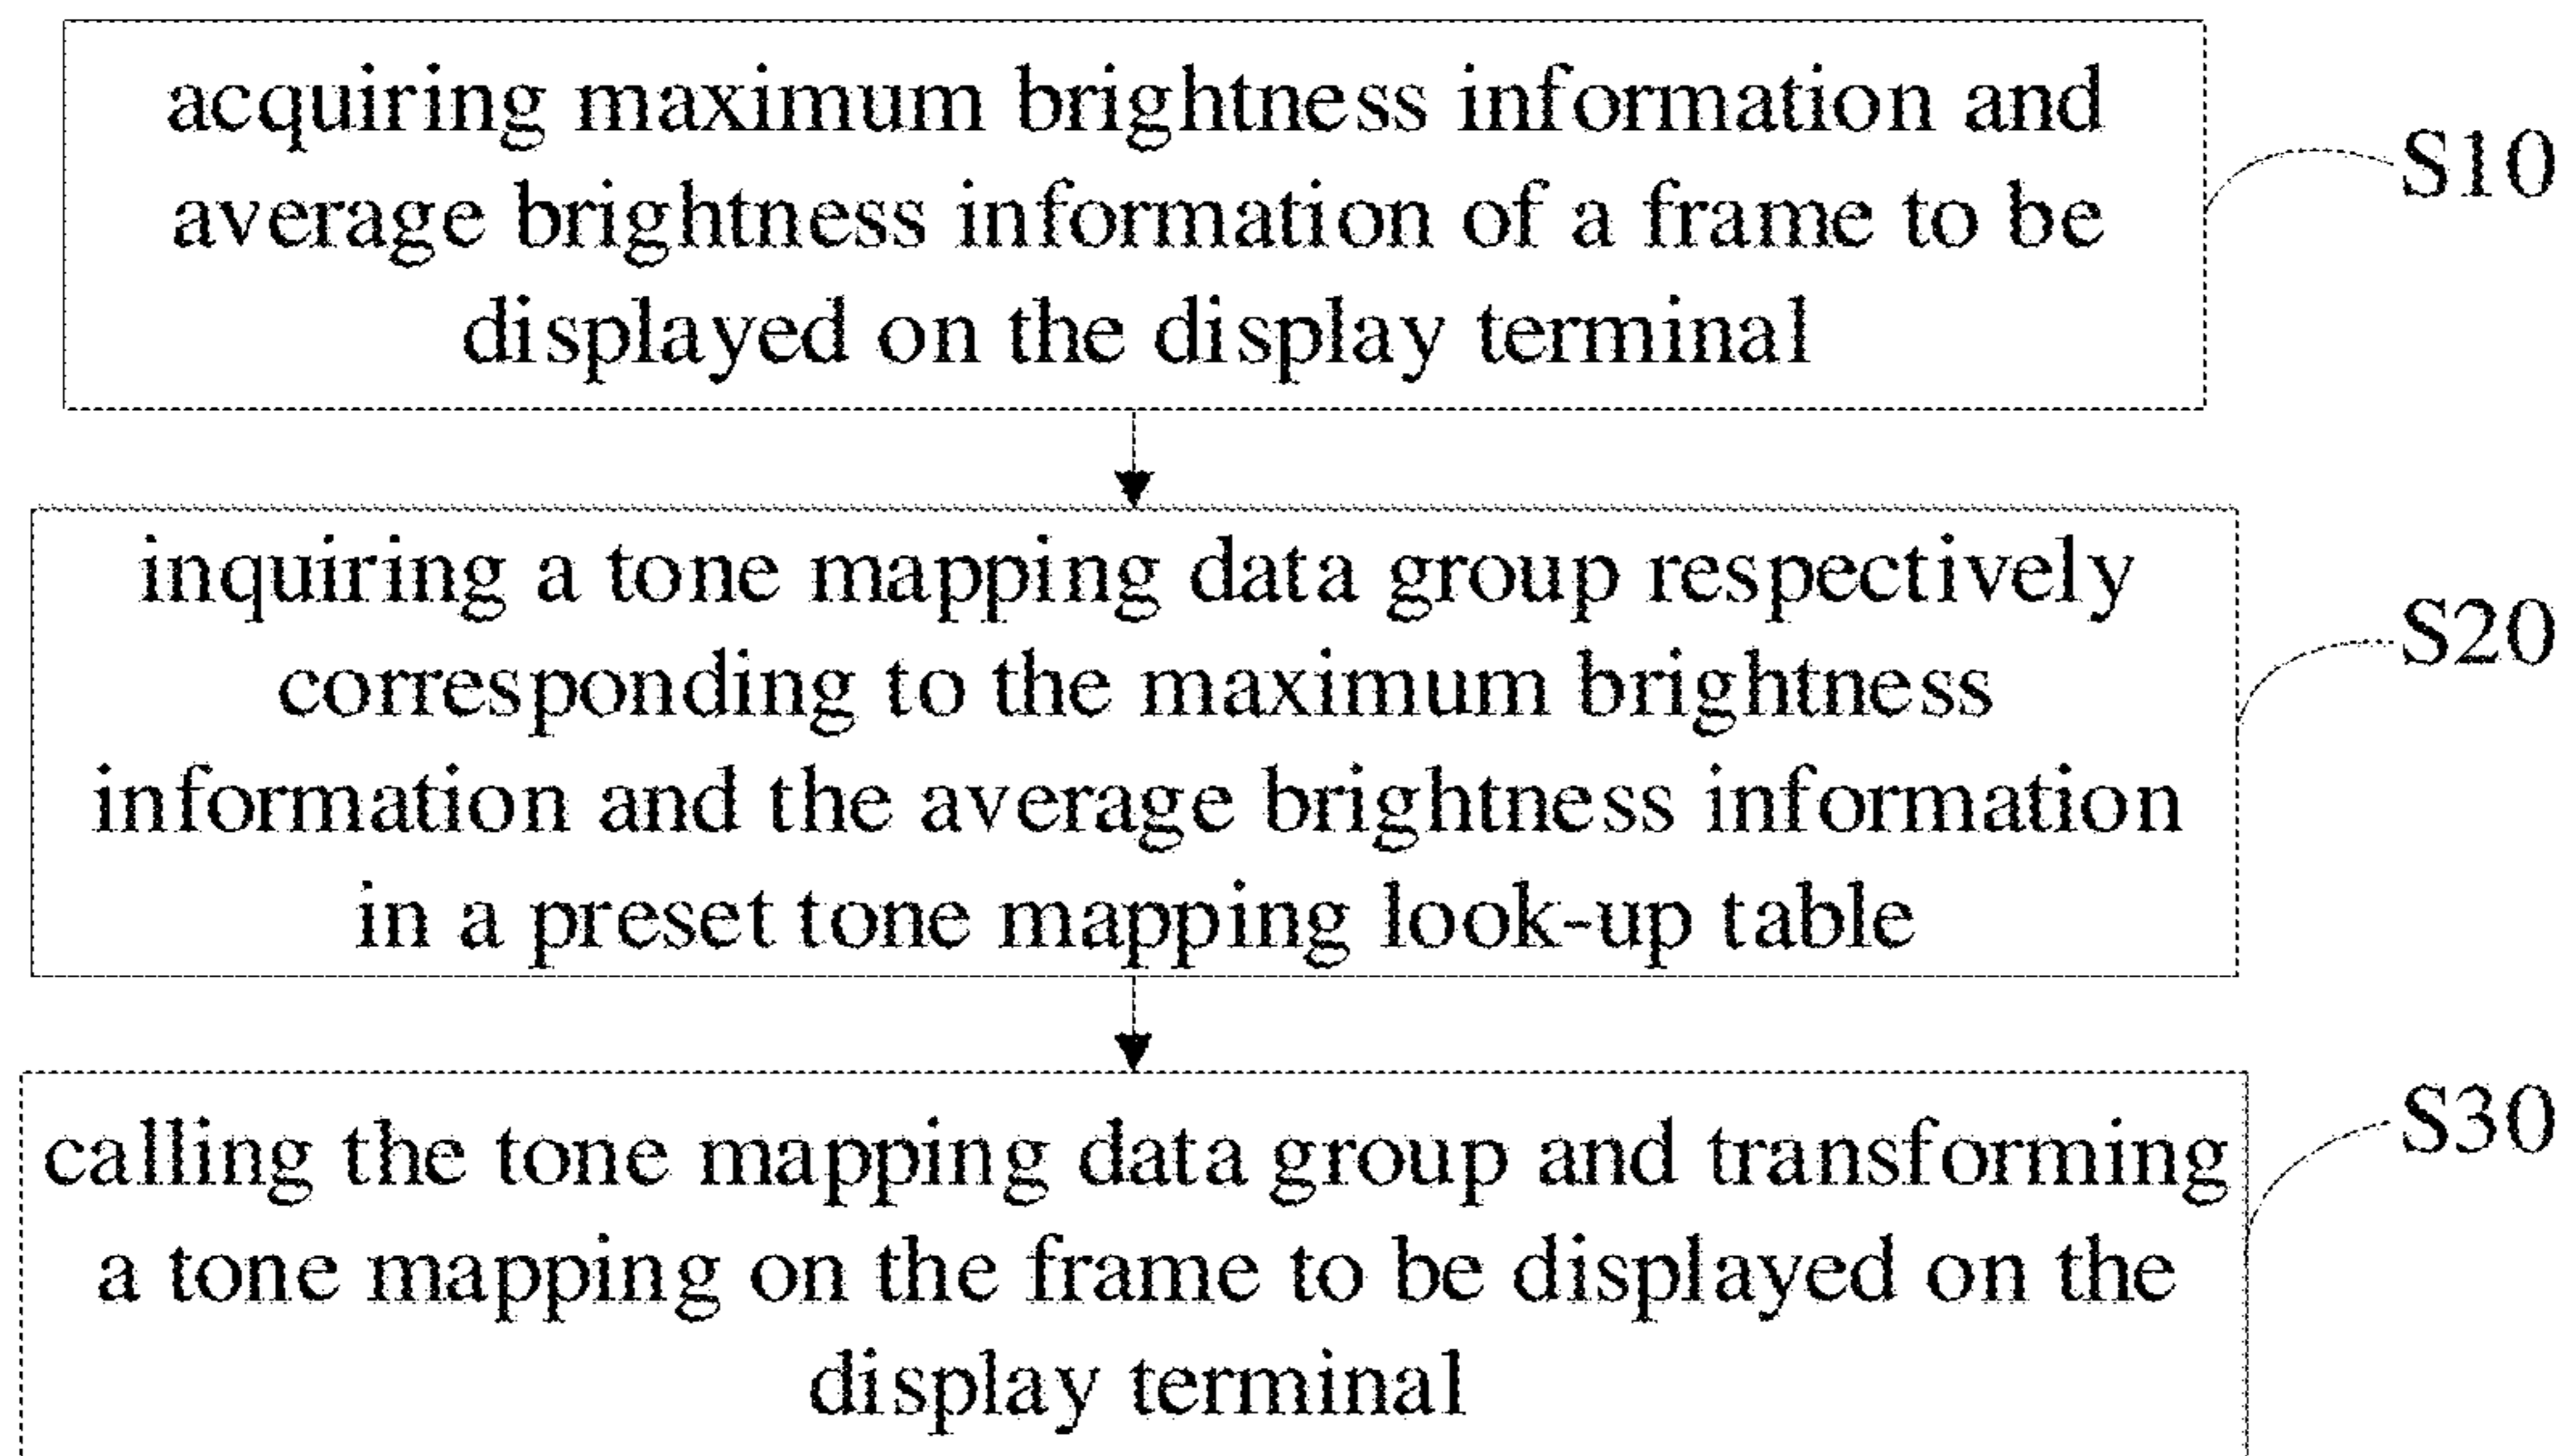 acquiring maximum brightness information and
average brightness information of a frame to be
displayed on the display terminal
S10
inquiring a tone mapping data group respectively
corresponding to the maximum brightness
information and the average brightness information
in a preset tone mapping look-up table
S20
calling the tone mapping data group and transforming
a tone mapping on the frame to be displayed on the
display terminal
S30